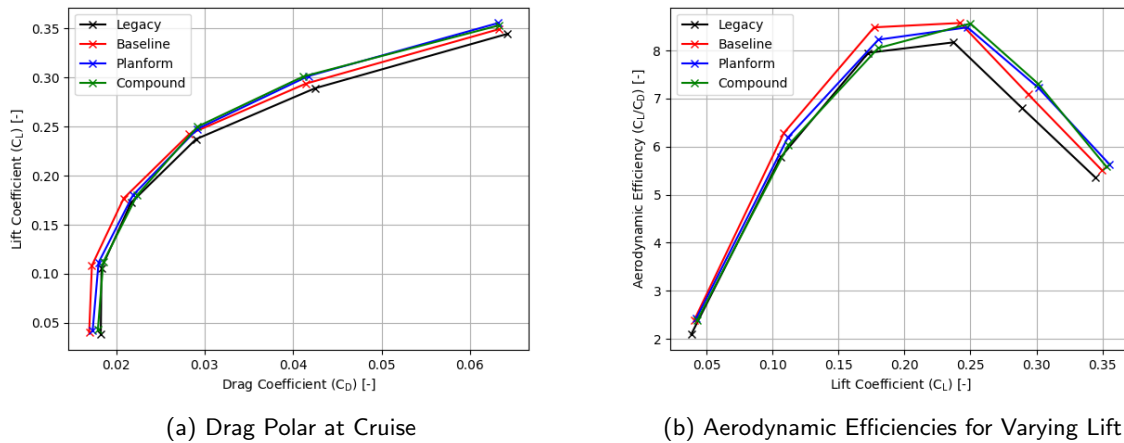 Legacy
Baseline
Planform
Compound
0.35
0.30
0.25
0.20
0.15
0.10
0.05
Lift Coefficient (C_L) [-]
0.02
0.03
0.04
0.05
0.06
Drag Coefficient (C_D) [-]
(a) Drag Polar at Cruise
Legacy
Baseline
Planform
Compound
8
7
6
5
4
3
2
Aerodynamic Efficiency (C_L/C_D) [-]
0.05
0.10
0.15
0.20
0.25
0.30
0.35
Lift Coefficient (C_L) [-]
(b) Aerodynamic Efficiencies for Varying Lift